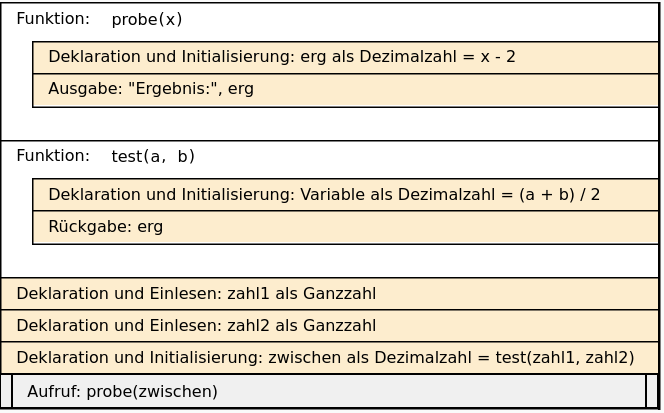 Funktion: probe(x)
Deklaration und Initialisierung: erg als Dezimalzahl = x - 2
Ausgabe: "Ergebnis:", erg
Funktion: test(a, b)
Deklaration und Initialisierung: Variable als Dezimalzahl = (a + b) / 2
Rückgabe: erg
Deklaration und Einlesen: zahl1 als Ganzzahl
Deklaration und Einlesen: zahl2 als Ganzzahl
Deklaration und Initialisierung: zwischen als Dezimalzahl = test(zahl1, zahl2)
Aufruf: probe(zwischen)